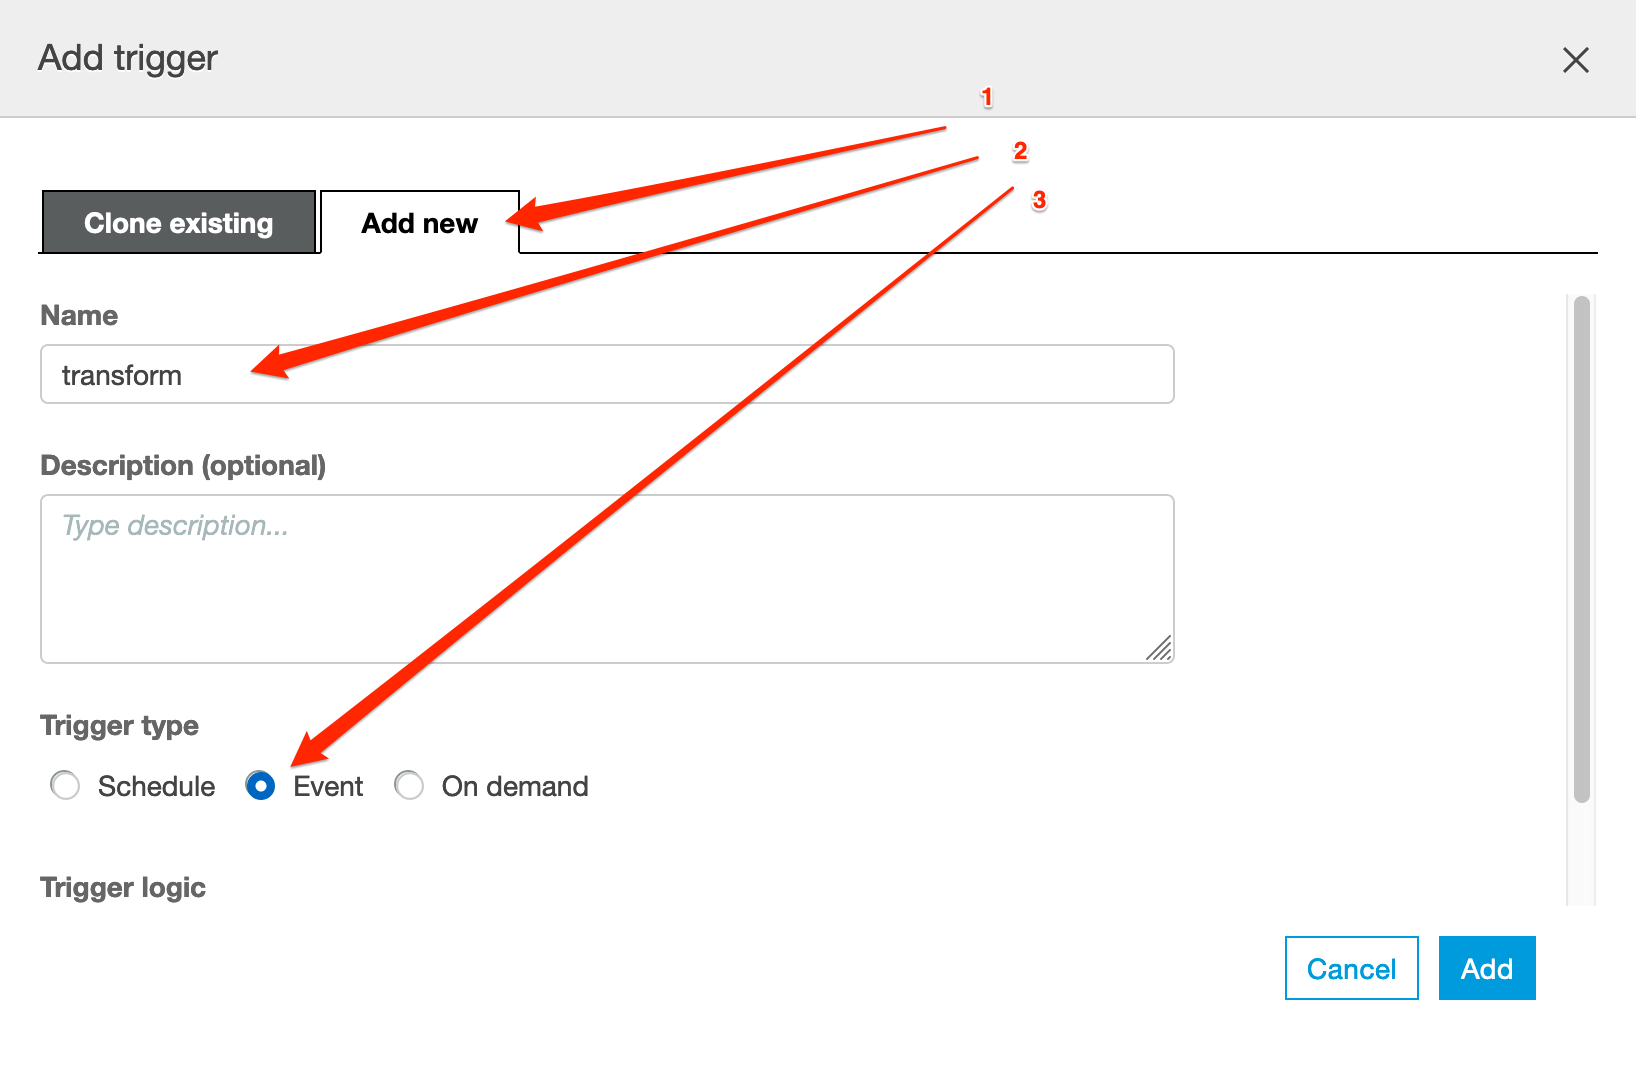 Add trigger
1
2
3
Clone existing
Add new
Name
transform
Description (optional)
Type description...
Trigger type
Schedule Event On demand
Trigger logic
Cancel Add